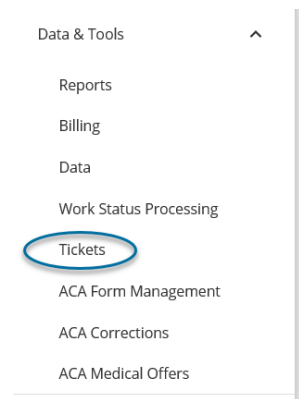 Data & Tools
Reports
Billing
Data
Work Status Processing
Tickets
ACA Form Management
ACA Corrections
ACA Medical Offers